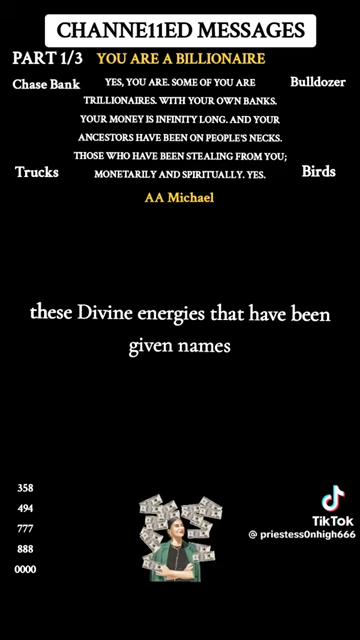 CHANNE11ED MESSAGES
PART 1/3 YOU ARE A BILLIONAIRE
Chase Bank
Bulldozer
YES, YOU ARE. SOME OF YOU ARE
TRILLIONAIRES. WITH YOUR OWN BANKS.
YOUR MONEY IS INFINITY LONG. AND YOUR
ANCESTORS HAVE BEEN ON PEOPLE'S NECKS.
THOSE WHO HAVE BEEN STEALING FROM YOU;
MONETARILY AND SPIRITUALLY. YES.
Trucks
Birds
AA Michael
these Divine energies that have been
given names
358
494
777
888
0000
TikTok
@ priestess0nhigh666